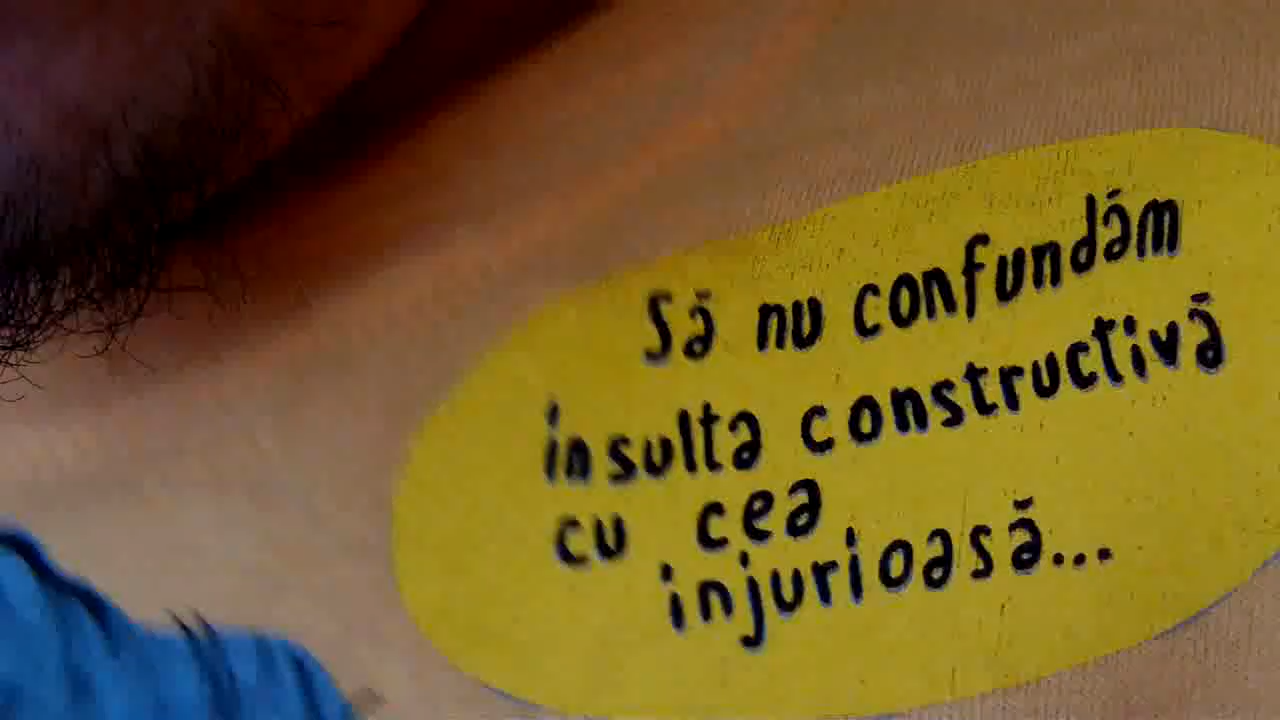 Să nu confundăm
insulta constructivă
cu cea
injurioasă...